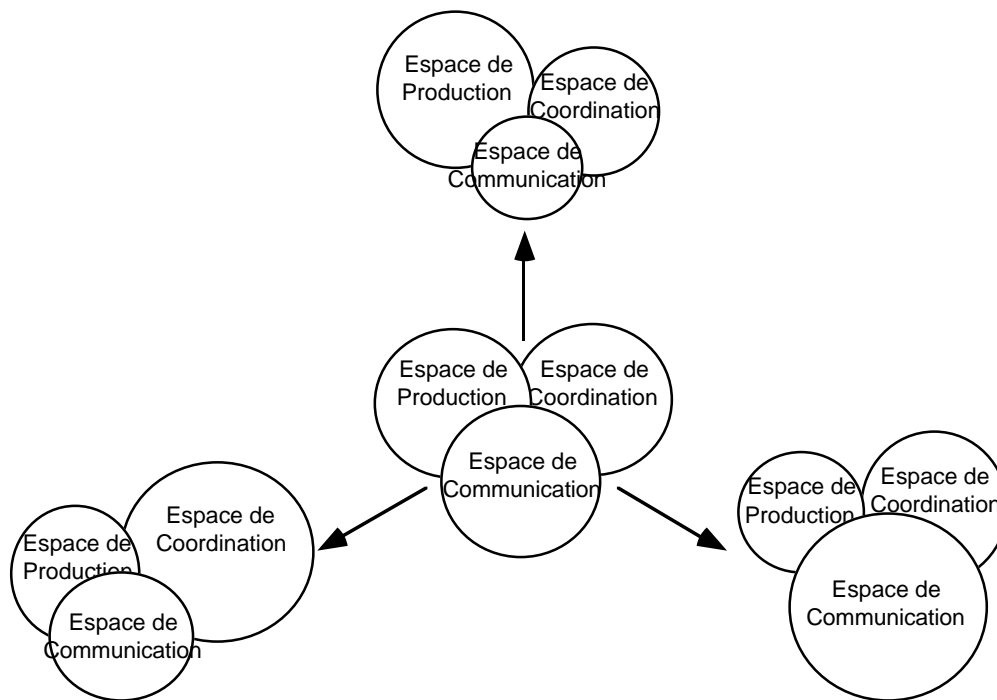 Espace de
Production
Espace de
Coordination
Espace de
Communication
Espace de
Production
Espace de
Coordination
Espace de
Communication
Espace de
Production
Espace de
Coordination
Espace de
Communication
Espace de
Production
Espace de
Coordination
Espace de
Communication